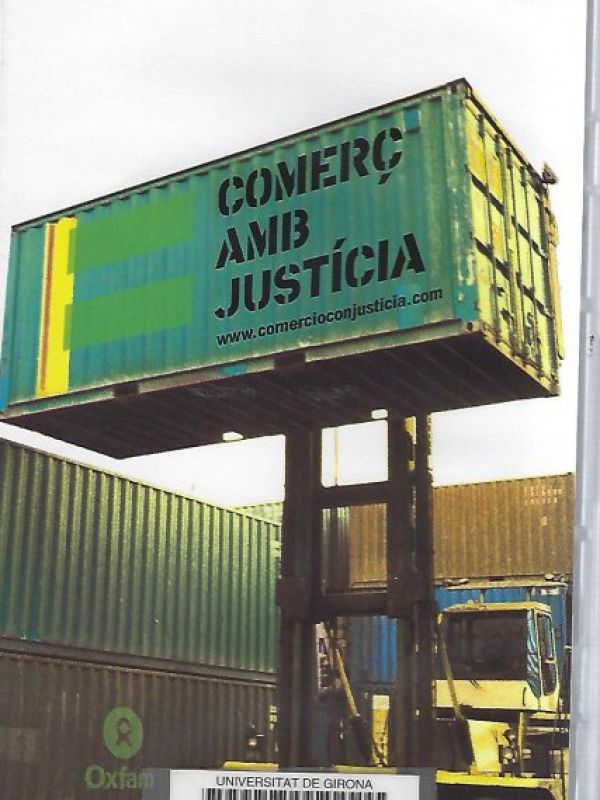 COMERÇ
AMB
JUSTÍCIA
www.comercioconjusticia.com
Oxfam
UNIVERSITAT DE GIRONA